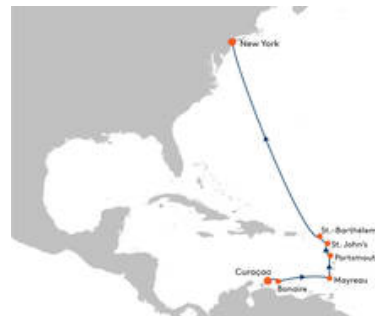 New York
St.-Barthélem
St. John's
Portsmout
Curaçao
Mayreau
Bonaire